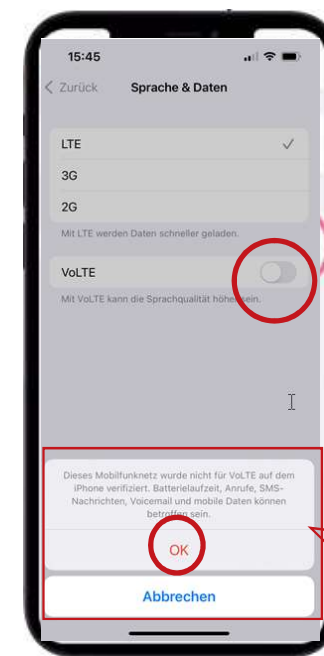 15:45
Zurück Sprache & Daten
LTE
3G
2G
Mit LTE werden Daten schneller geladen.
VoLTE
Mit VoLTE kann die Sprachqualität höher sein.
Dieses Mobilfunknetz wurde nicht für VoLTE auf dem
iPhone verifiziert. Batterielaufzeit, Anrufe, SMS-
Nachrichten, Voicemail und mobile Daten können
betroffen sein.
OK
Abbrechen